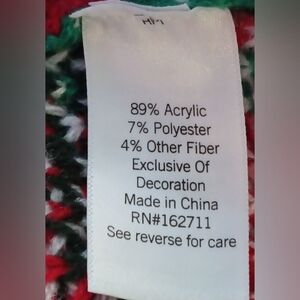 89% Acrylic
7% Polyester
4% Other Fiber
Exclusive Of
Decoration
Made in China
RN#162711
See reverse for care